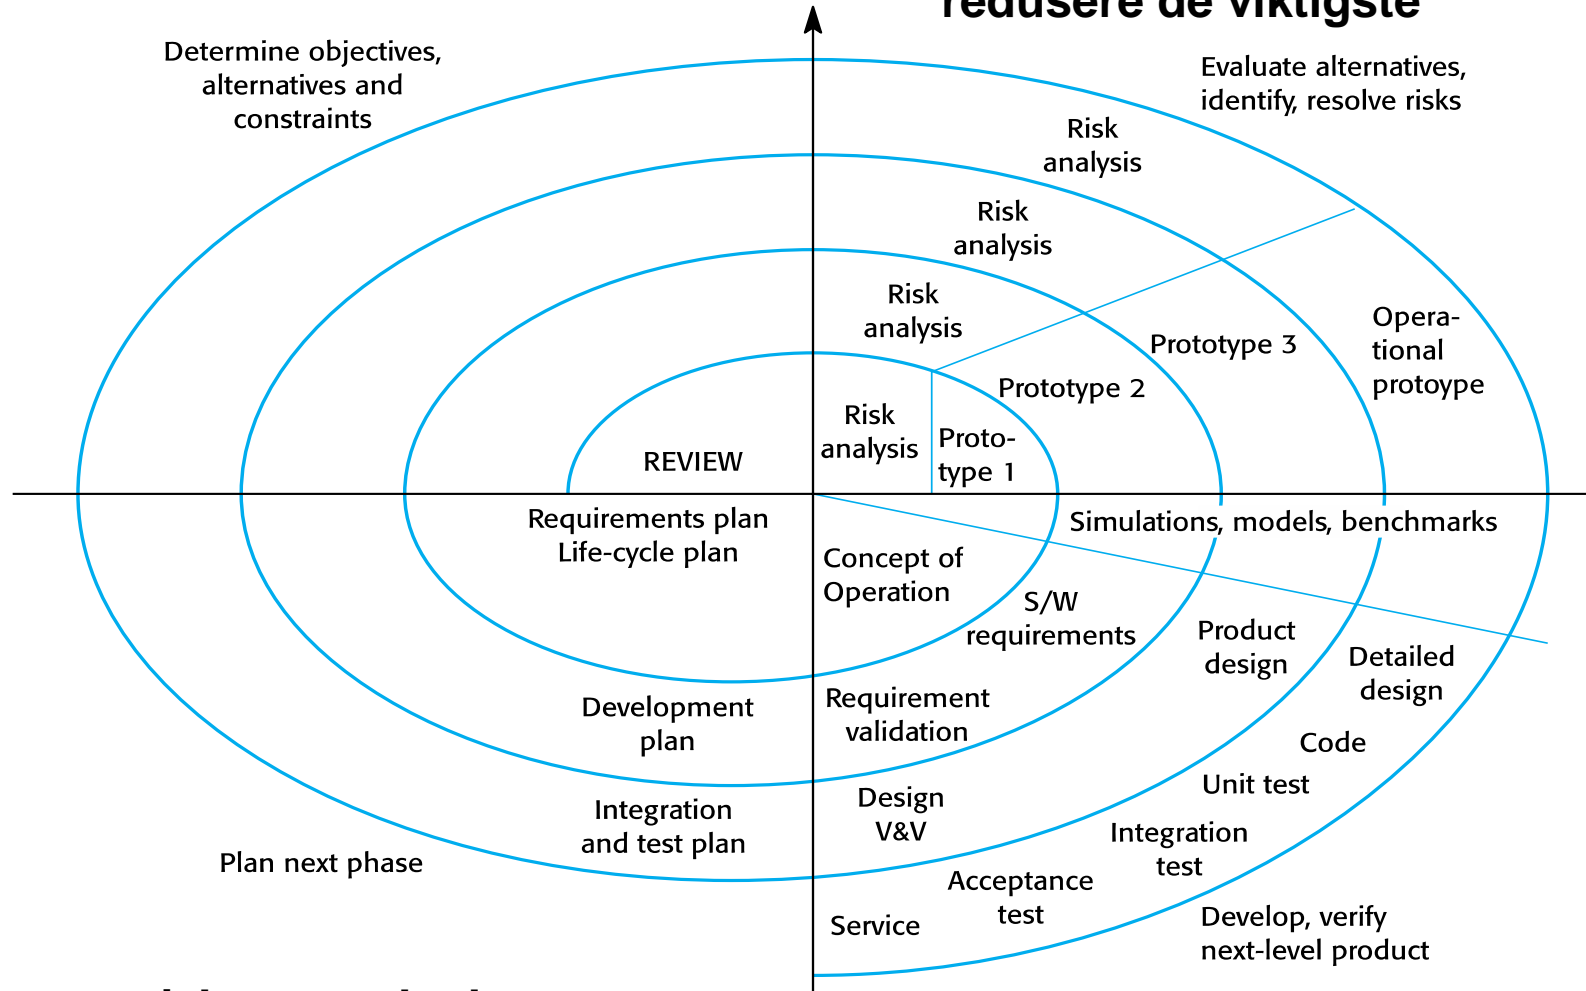 redusere de viktigste
Determine objectives,
alternatives and
constraints
Evaluate alternatives,
identify, resolve risks
Risk
analysis
Risk
analysis
Risk
analysis
Risk
analysis
Proto-
type 1
Prototype 2
Prototype 3
Opera-
tional
protoype
REVIEW
Requirements plan
Life-cycle plan
Simulations, models, benchmarks
Concept of
Operation
S/W
requirements
Product
design
Detailed
design
Development
plan
Requirement
validation
Code
Unit test
Integration
and test plan
Design
V&V
Integration
test
Plan next phase
Acceptance
test
Service
Develop, verify
next-level product